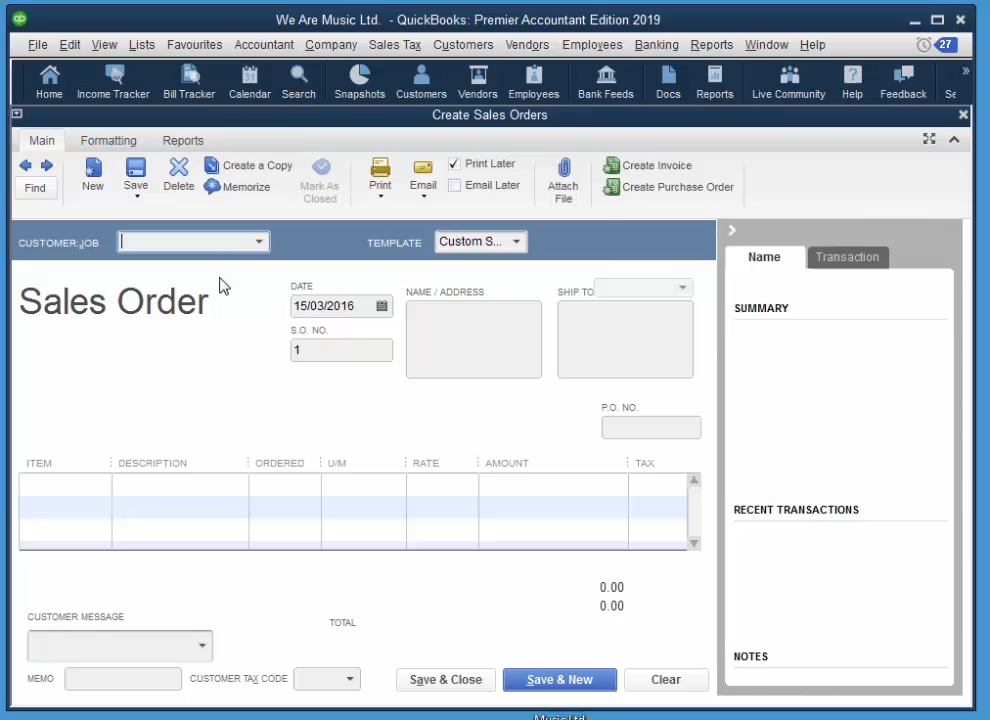 We Are Music Ltd. - QuickBooks: Premier Accountant Edition 2019
File Edit View Lists Favourites Accountant Company Sales Tax Customers Vendors Employees Banking Reports Window Help 27
Home Income Tracker Bill Tracker Calendar Search Snapshots Customers Vendors Employees Bank Feeds Docs Reports Live Community Help Feedback Se »
Create Sales Orders
Main Formatting Reports
Find New Save Delete Create a Copy Memorize Mark As Closed Print Email Print Later Email Later Attach File Create Invoice Create Purchase Order
CUSTOMER:JOB TEMPLATE Custom S...
Name Transaction
Sales Order
DATE
15/03/2016
S.O. NO.
1
NAME / ADDRESS
SHIP TO
P.O. NO.
SUMMARY
ITEM DESCRIPTION ORDERED U/M RATE AMOUNT TAX
RECENT TRANSACTIONS
0.00
0.00
CUSTOMER MESSAGE
TOTAL
NOTES
MEMO CUSTOMER TAX CODE Save & Close Save & New Clear
Music Ltd